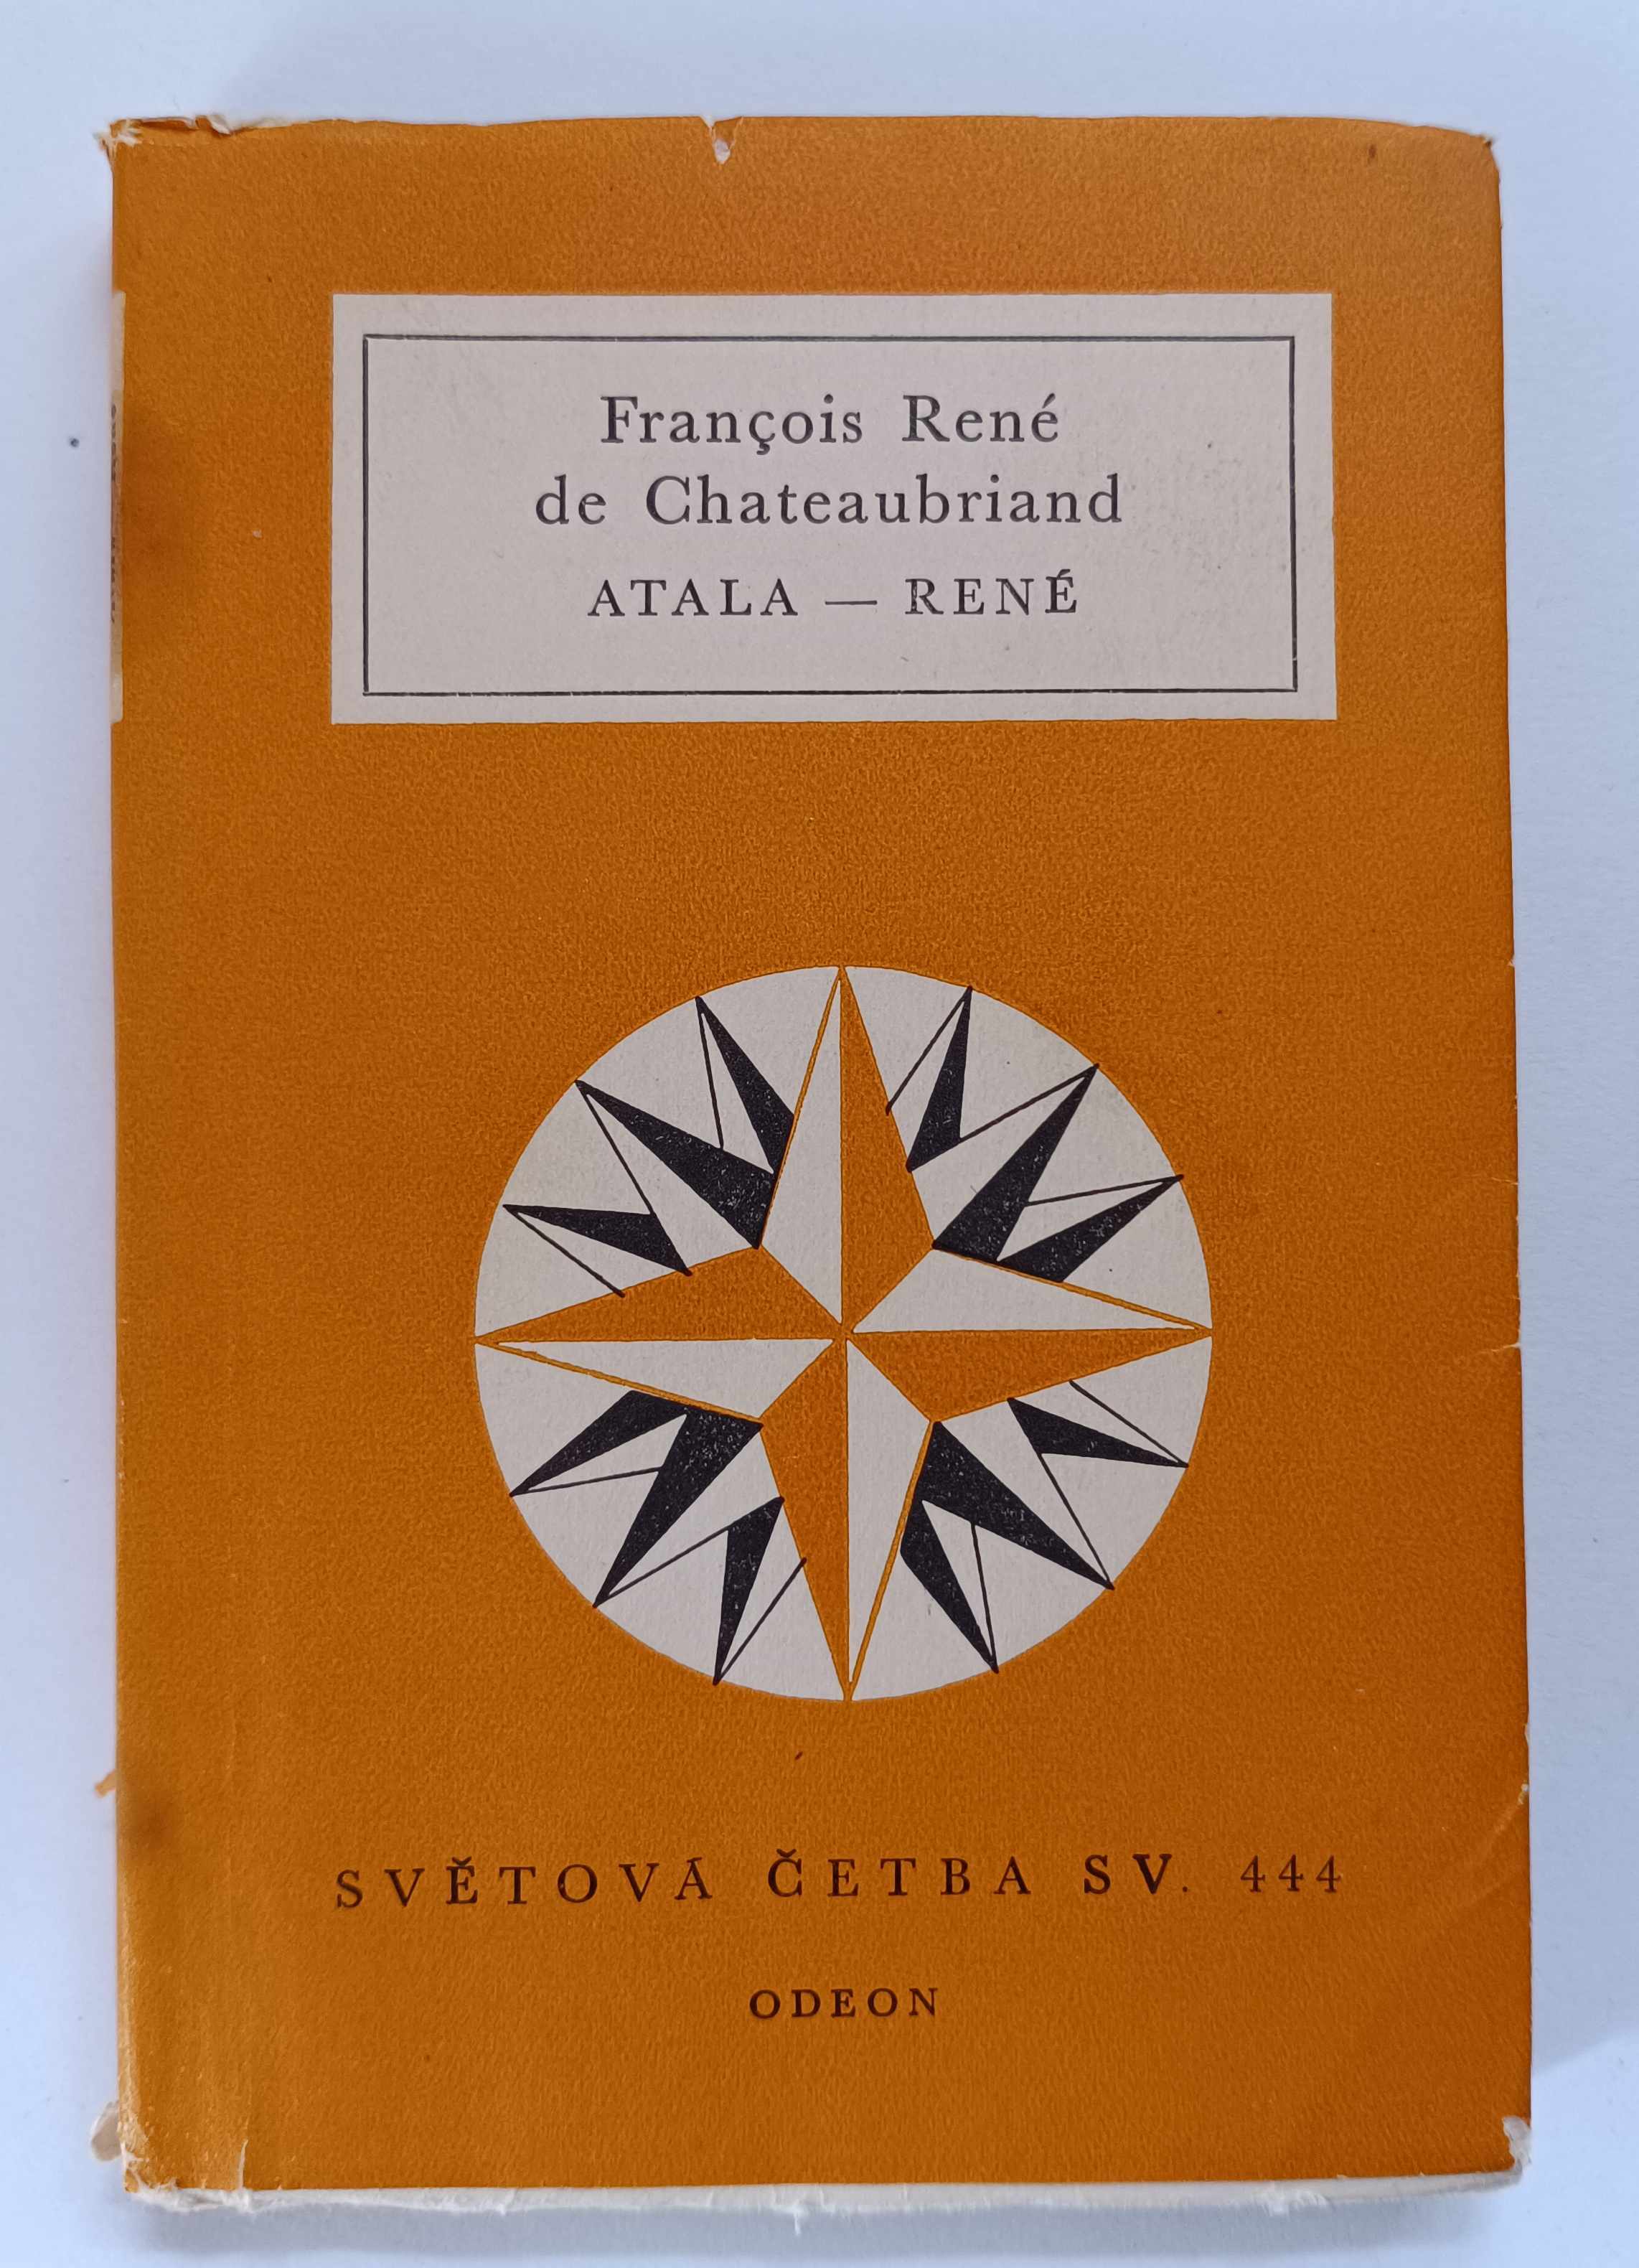 François René
de Chateaubriand
ATALA — RENÉ
SVĚTOVÁ ČETBA SV. 444
ODEON